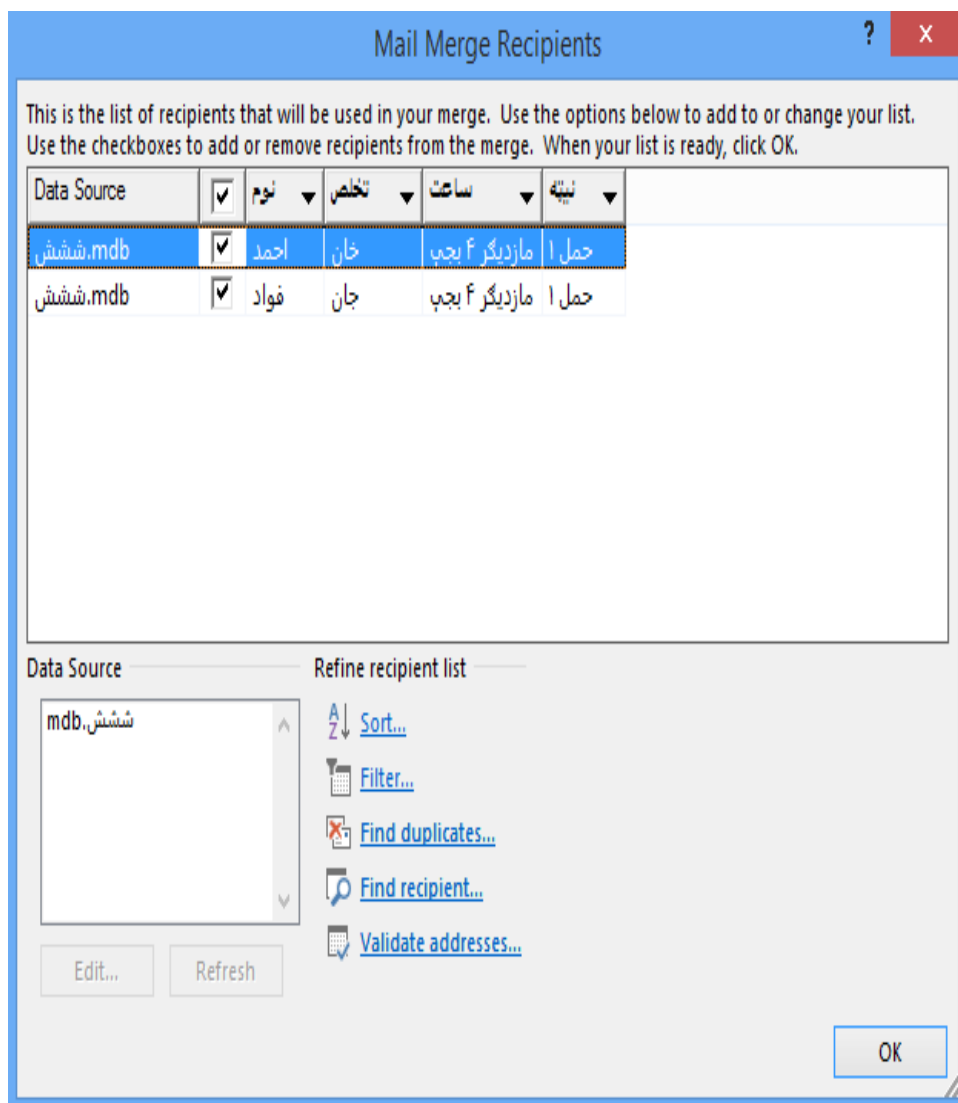 Mail Merge Recipients
? X
This is the list of recipients that will be used in your merge. Use the options below to add to or change your list.
Use the checkboxes to add or remove recipients from the merge. When your list is ready, click OK.
Data Source نوم تخلص ساعت نیټه
ششش.mdb احمد خان مازدیګر ۴ بجې حمل ۱
ششش.mdb فواد جان مازدیګر ۴ بجې حمل ۱
Data Source
Refine recipient list
ششش.mdb
Sort...
Filter...
Find duplicates...
Find recipient...
Validate addresses...
Edit... Refresh
OK